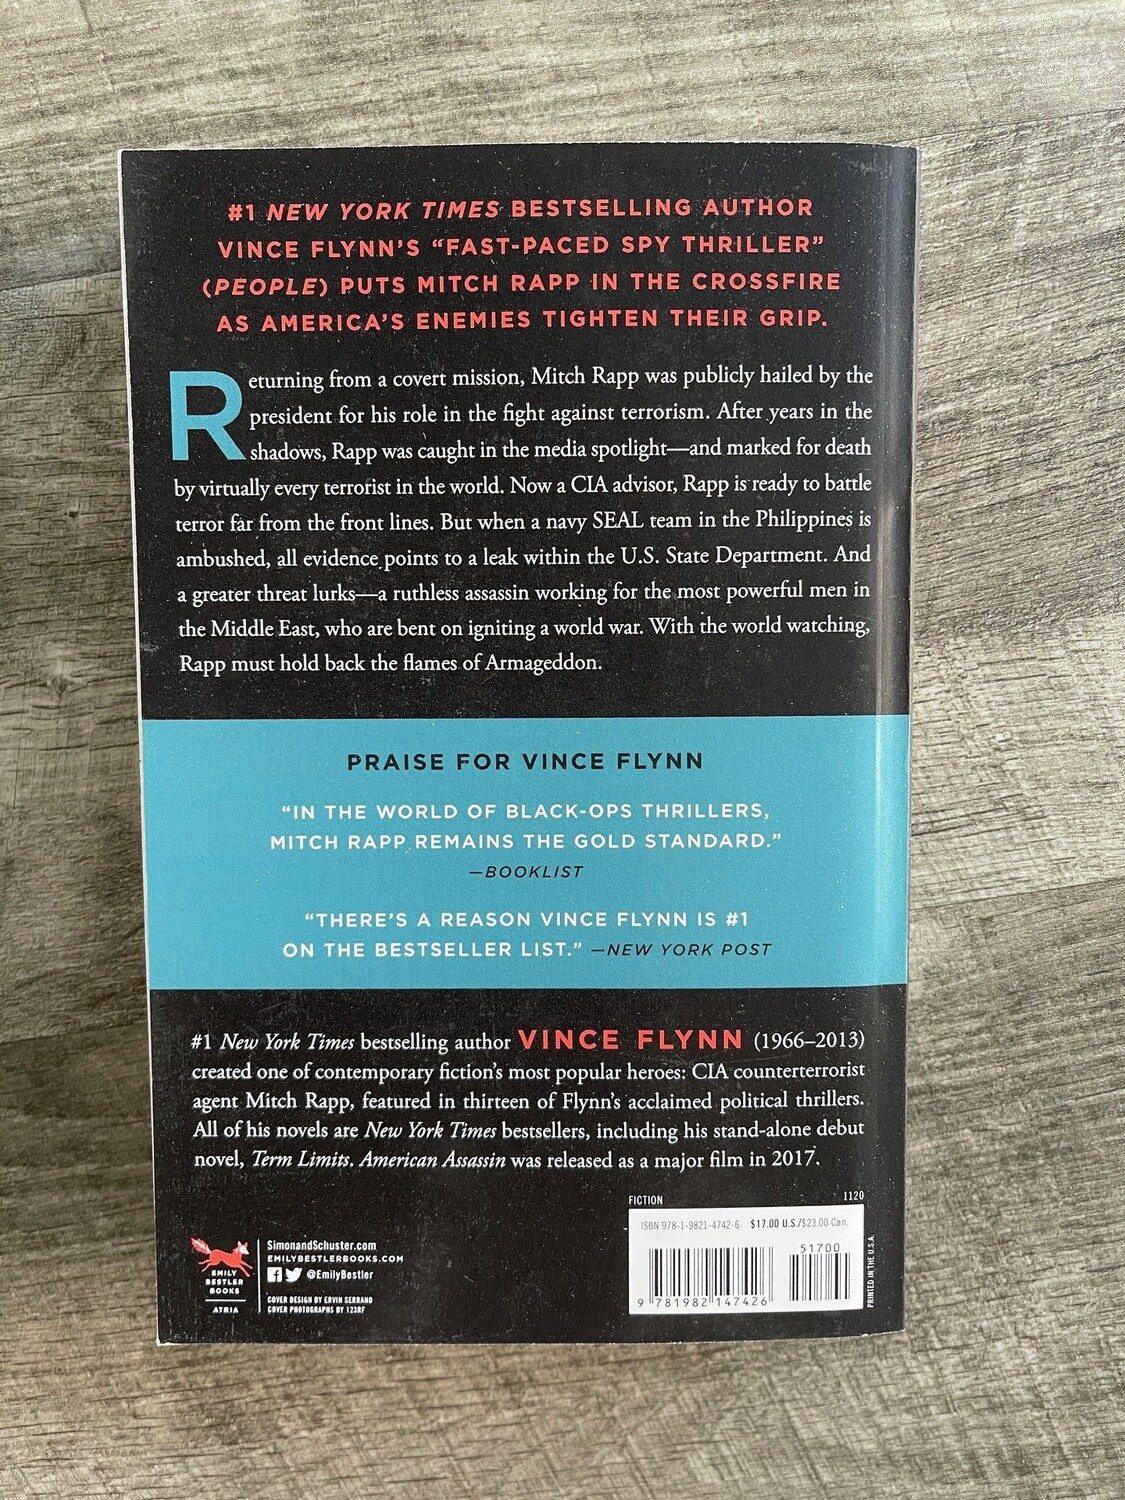 #1 NEW YORK TIMES BESTSELLING AUTHOR
VINCE FLYNN'S “FAST-PACED SPY THRILLER”
(PEOPLE) PUTS MITCH RAPP IN THE CROSSFIRE
AS AMERICA'S ENEMIES TIGHTEN THEIR GRIP.
Returning from a covert mission, Mitch Rapp was publicly hailed by the
president for his role in the fight against terrorism. After years in the
shadows, Rapp was caught in the media spotlight—and marked for death
by virtually every terrorist in the world. Now a CIA advisor, Rapp is ready to battle
terror far from the front lines. But when a navy SEAL team in the Philippines is
ambushed, all evidence points to a leak within the U.S. State Department. And
a greater threat lurks—a ruthless assassin working for the most powerful men in
the Middle East, who are bent on igniting a world war. With the world watching,
Rapp must hold back the flames of Armageddon.
PRAISE FOR VINCE FLYNN
“IN THE WORLD OF BLACK-OPS THRILLERS,
MITCH RAPP REMAINS THE GOLD STANDARD.”
—BOOKLIST
“THERE'S A REASON VINCE FLYNN IS #1
ON THE BESTSELLER LIST.” —NEW YORK POST
#1 New York Times bestselling author VINCE FLYNN (1966–2013)
created one of contemporary fiction's most popular heroes: CIA counterterrorist
agent Mitch Rapp, featured in thirteen of Flynn's acclaimed political thrillers.
All of his novels are New York Times bestsellers, including his stand-alone debut
novel, Term Limits. American Assassin was released as a major film in 2017.
EMILY
BESTLER
BOOKS
ATRIA
SimonandSchuster.com
EMILYBESTLERBOOKS.COM
@EmilyBestler
COVER DESIGN BY ERVIN SERRANO
COVER PHOTOGRAPHS BY 123RF
FICTION 1120
ISBN 978-1-9821-4742-6 $17.00 U.S./$23.00 Can.
51700
9 781982 147426
PRINTED IN THE U.S.A.